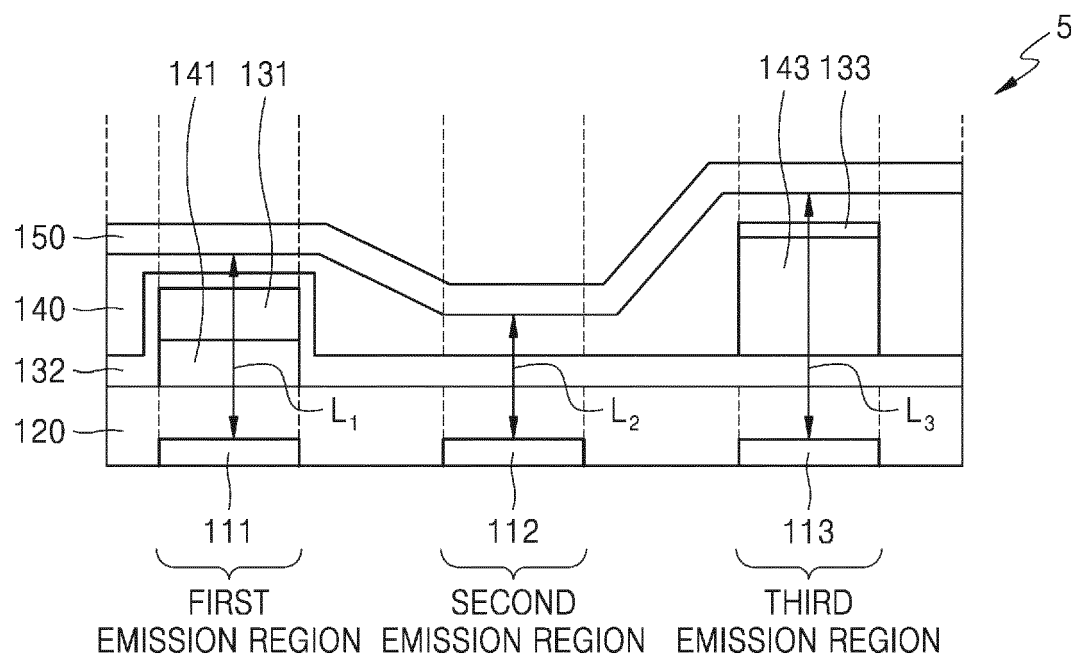 5
141 131
143 133
150
140
132
120
L1
L2
L3
111
112
113
FIRST
EMISSION REGION
SECOND
EMISSION REGION
THIRD
EMISSION REGION